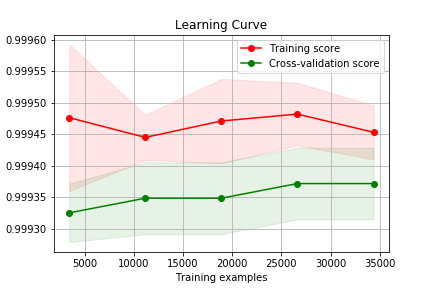 Learning Curve
0.99960
0.99955
0.99950
0.99945
0.99940
0.99935
0.99930
Training score
Cross-validation score
5000 10000 15000 20000 25000 30000 35000
Training examples